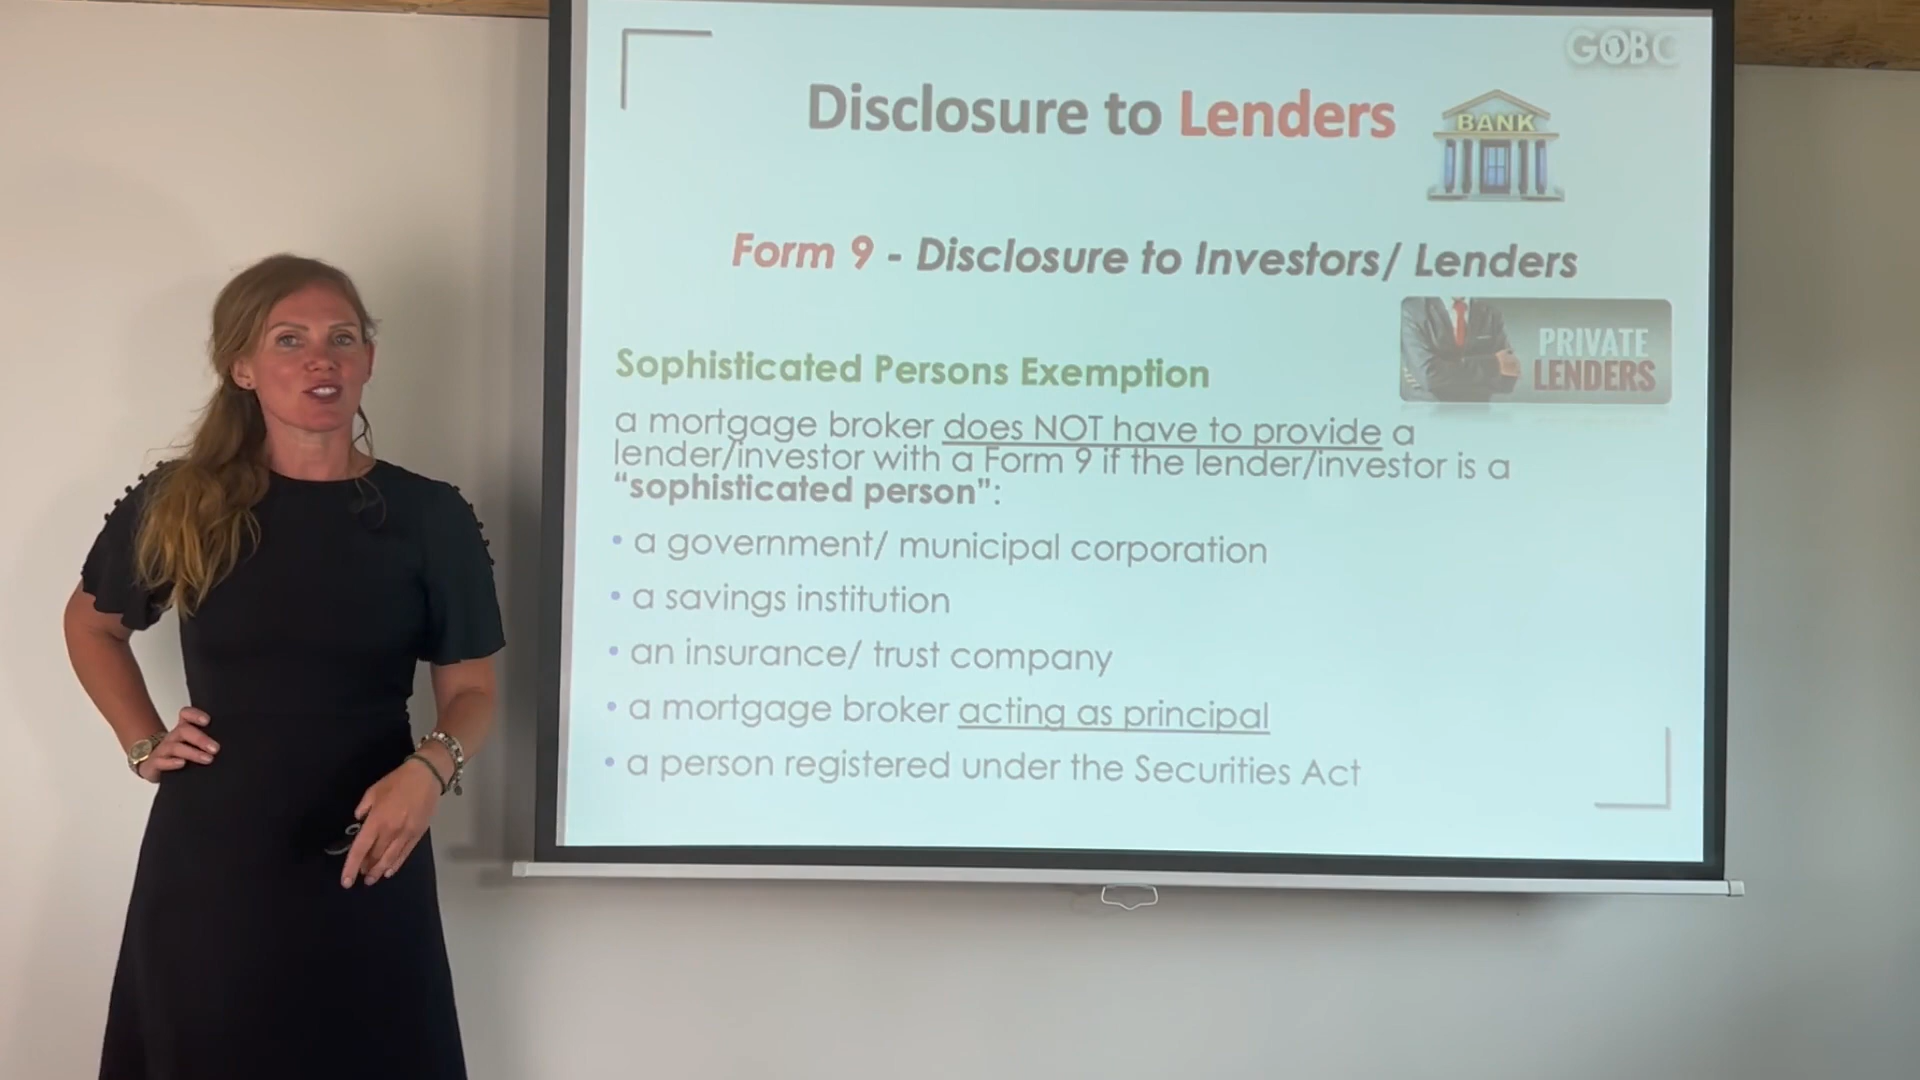 GOBC
Disclosure to Lenders
BANK
Form 9 - Disclosure to Investors/ Lenders
PRIVATE
LENDERS
Sophisticated Persons Exemption
a mortgage broker does NOT have to provide a
lender/investor with a Form 9 if the lender/investor is a
“sophisticated person”:
• a government/ municipal corporation
• a savings institution
• an insurance/ trust company
• a mortgage broker acting as principal
• a person registered under the Securities Act